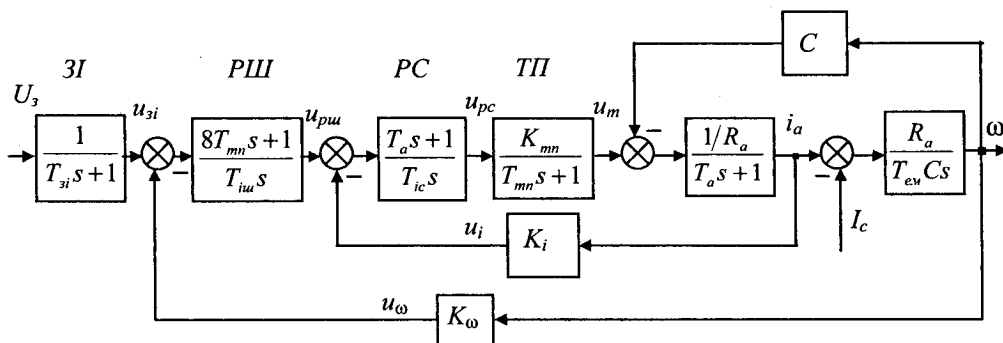 C
ЗІ РШ РС ТП
U_з u_зі u_рш u_рс u_т i_a ω
1 / (T_зі s + 1)
(8T_тп s + 1) / (T_іш s)
(T_a s + 1) / (T_іс s)
K_тп / (T_тп s + 1)
(1/R_a) / (T_a s + 1)
R_a / (T_ем Cs)
− − − −
u_i K_i I_c
u_ω K_ω